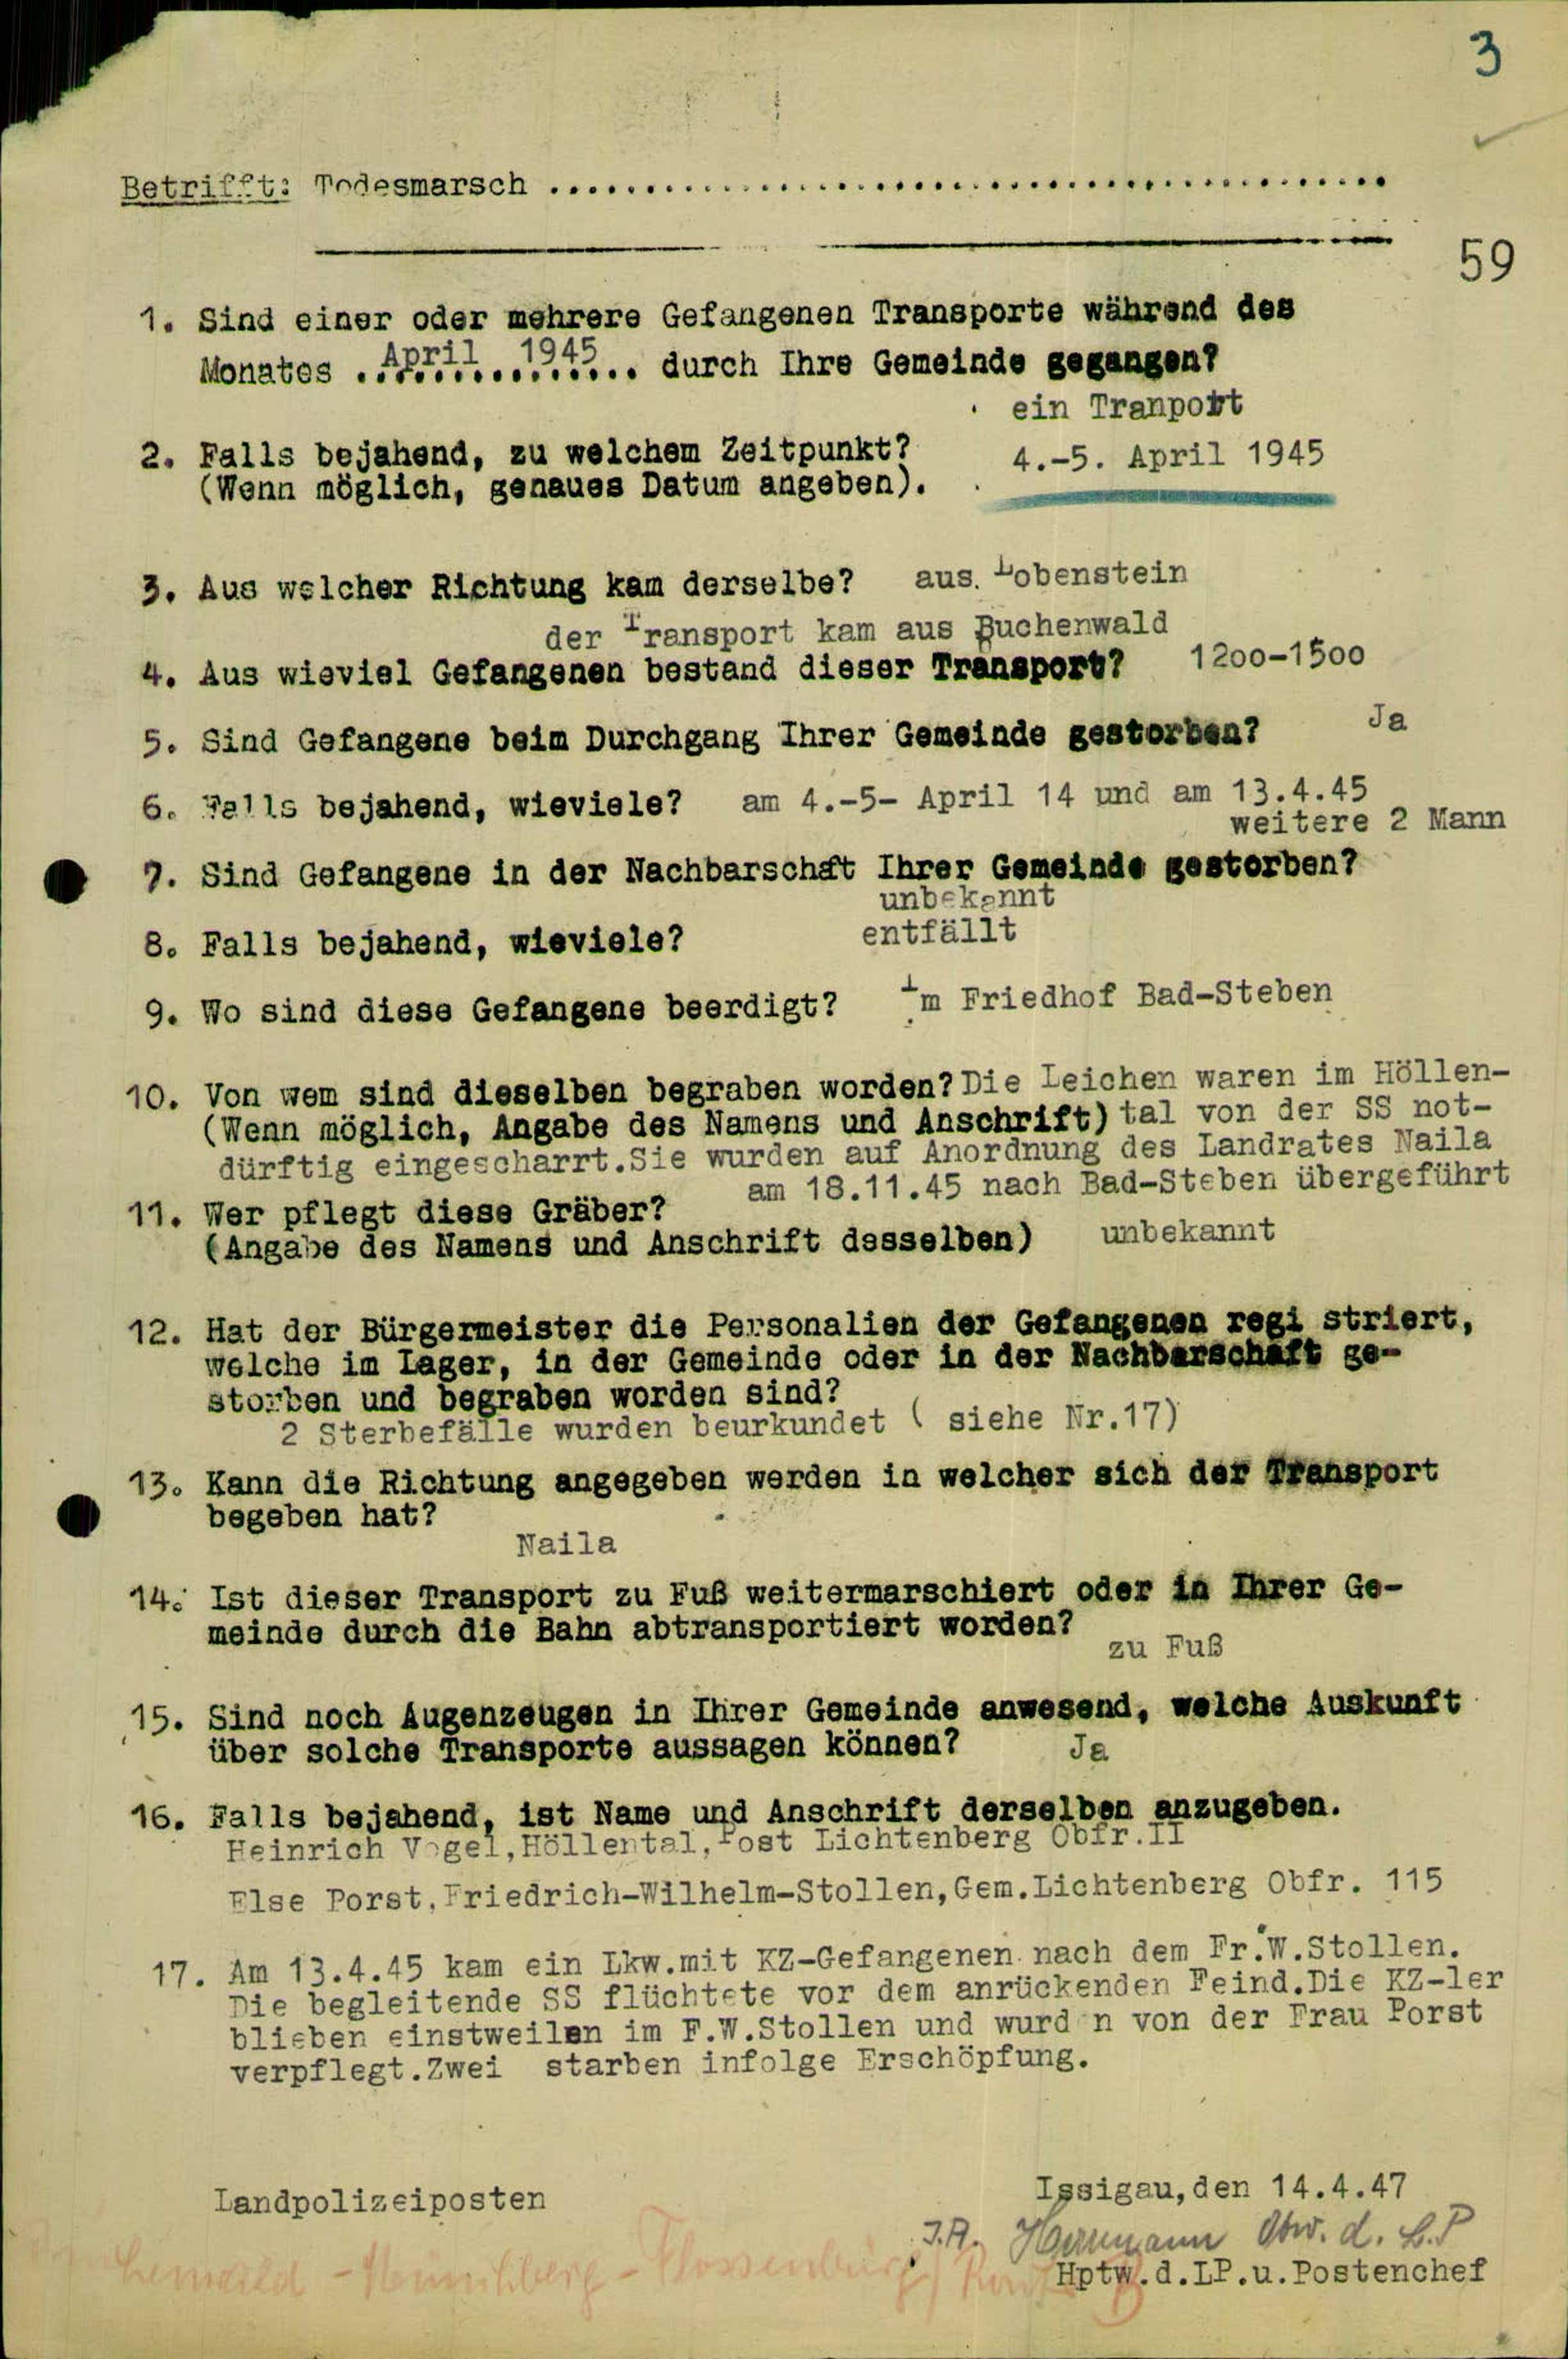 3
Betrifft: Todesmarsch ............................................
59
1. Sind einer oder mehrere Gefangenen Transporte während des
Monates ..April..1945.. durch Ihre Gemeinde gegangen?
ein Tranport
2. Falls bejahend, zu welchem Zeitpunkt? 4.-5. April 1945
(Wenn möglich, genaues Datum angeben).
3. Aus welcher Richtung kam derselbe? aus. Lobenstein
der Transport kam aus Buchenwald
4. Aus wieviel Gefangenen bestand dieser Transport? 1200-1500
5. Sind Gefangene beim Durchgang Ihrer Gemeinde gestorben? Ja
6. Falls bejahend, wieviele? am 4.-5- April 14 und am 13.4.45
weitere 2 Mann
7. Sind Gefangene in der Nachbarschaft Ihrer Gemeinde gestorben?
unbekannt
8. Falls bejahend, wieviele? entfällt
9. Wo sind diese Gefangene beerdigt? Im Friedhof Bad-Steben
10. Von wem sind dieselben begraben worden? Die Leichen waren im Höllen-
(Wenn möglich, Angabe des Namens und Anschrift) tal von der SS not-
dürftig eingescharrt.Sie wurden auf Anordnung des Landrates Naila
am 18.11.45 nach Bad-Steben übergeführt
11. Wer pflegt diese Gräber?
(Angabe des Namens und Anschrift desselben) unbekannt
12. Hat der Bürgermeister die Personalien der Gefangenen regi striert,
welche im Lager, in der Gemeinde oder in der Nachbarschaft ge-
storben und begraben worden sind?
2 Sterbefälle wurden beurkundet ( siehe Nr.17)
13. Kann die Richtung angegeben werden in welcher sich der Transport
begeben hat?
Naila
14. Ist dieser Transport zu Fuß weitermarschiert oder in Ihrer Ge-
meinde durch die Bahn abtransportiert worden?
zu Fuß
15. Sind noch Augenzeugen in Ihrer Gemeinde anwesend, welche Auskunft
über solche Transporte aussagen können? Ja
16. Falls bejahend, ist Name und Anschrift derselben anzugeben.
Heinrich Vogel,Höllental,Post Lichtenberg Obfr.II
Else Porst,Friedrich-Wilhelm-Stollen,Gem.Lichtenberg Obfr. 115
17. Am 13.4.45 kam ein Lkw.mit KZ-Gefangenen nach dem Fr.W.Stollen.
Die begleitende SS flüchtete vor dem anrückenden Feind.Die KZ-ler
blieben einstweilen im F.W.Stollen und wurd n von der Frau Porst
verpflegt.Zwei starben infolge Erschöpfung.
Landpolizeiposten
Issigau,den 14.4.47
J.A. Herrmann Obw. d. L.P
Hptw.d.LP.u.Postenchef
Flossenbürg